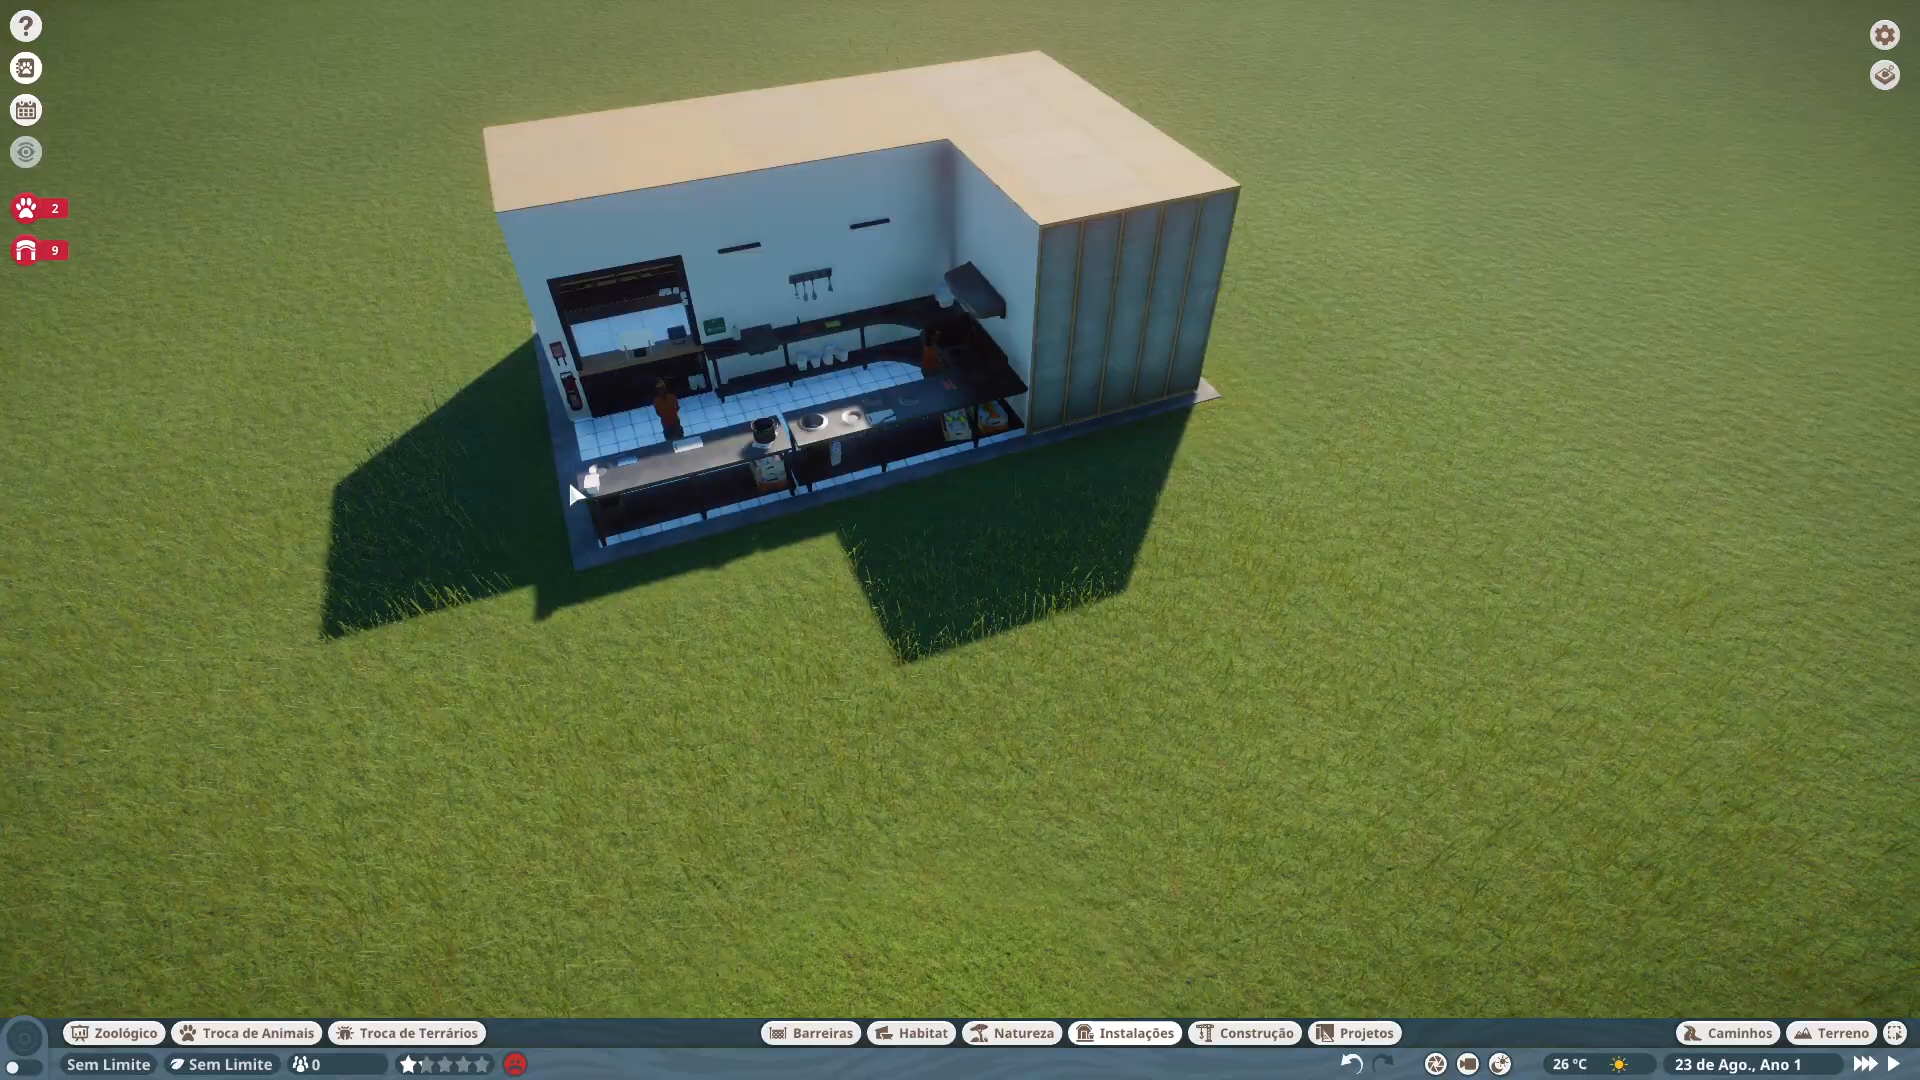 ?
2
9
Zoológico Troca de Animais Troca de Terrários Barreiras Habitat Natureza Instalações Construção Projetos Caminhos Terreno
Sem Limite Sem Limite 0 26 °C 23 de Ago., Ano 1